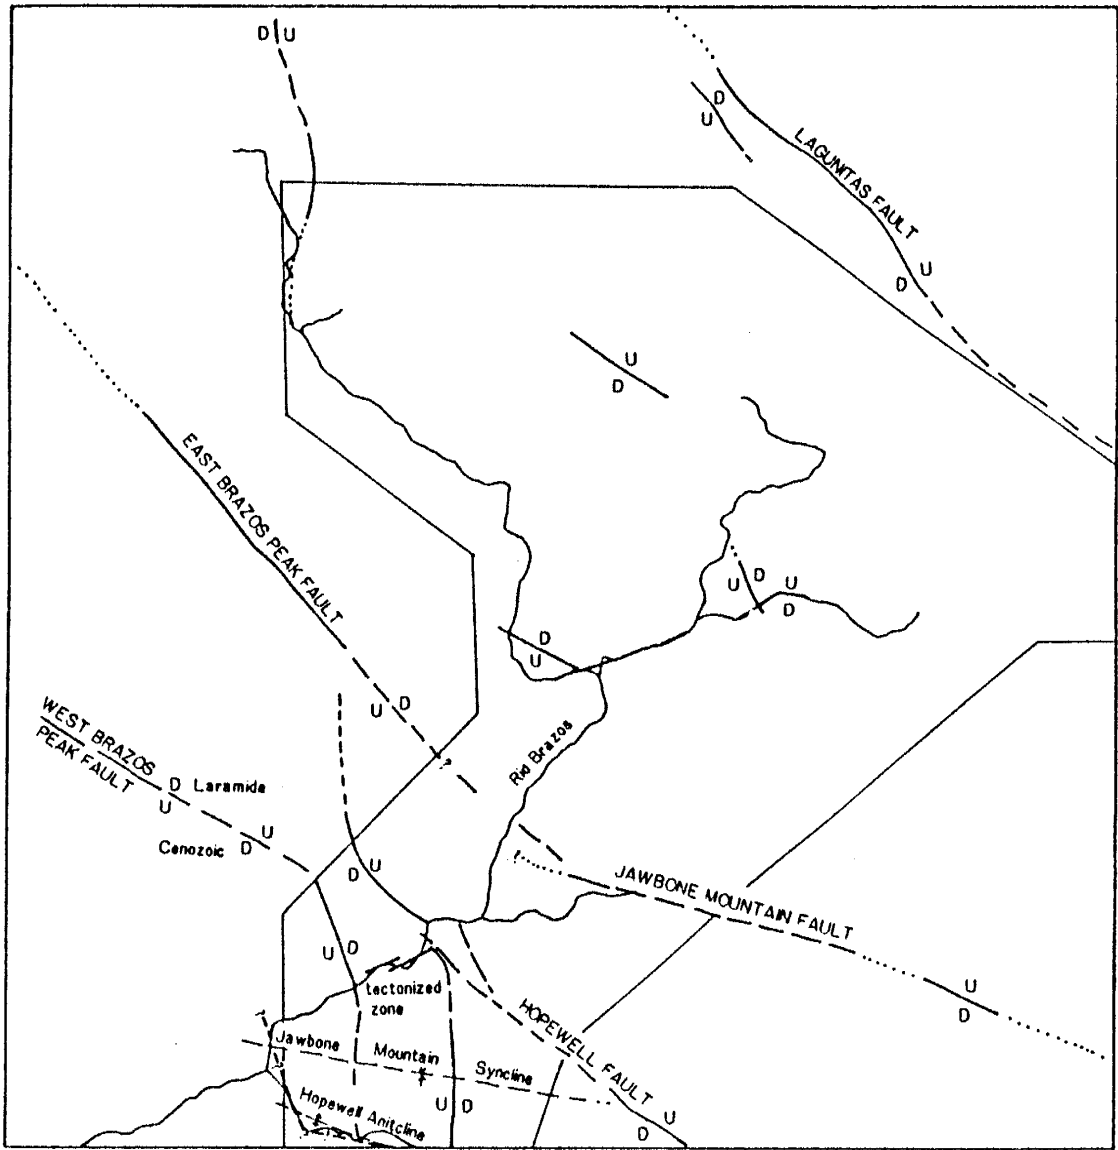 D U
D
U
LAGUNITAS FAULT
U
D
U
D
EAST BRAZOS PEAK FAULT
U D
D
U
U D
U
D
Rio Brazos
WEST BRAZOS
PEAK FAULT
D Laramide
U
U
Cenozoic D
D U
JAWBONE MOUNTAIN FAULT
U
D
U D
tectonized
zone
HOPEWELL FAULT
Jawbone Mountain Syncline
U D
Hopewell Anitcline
U
D